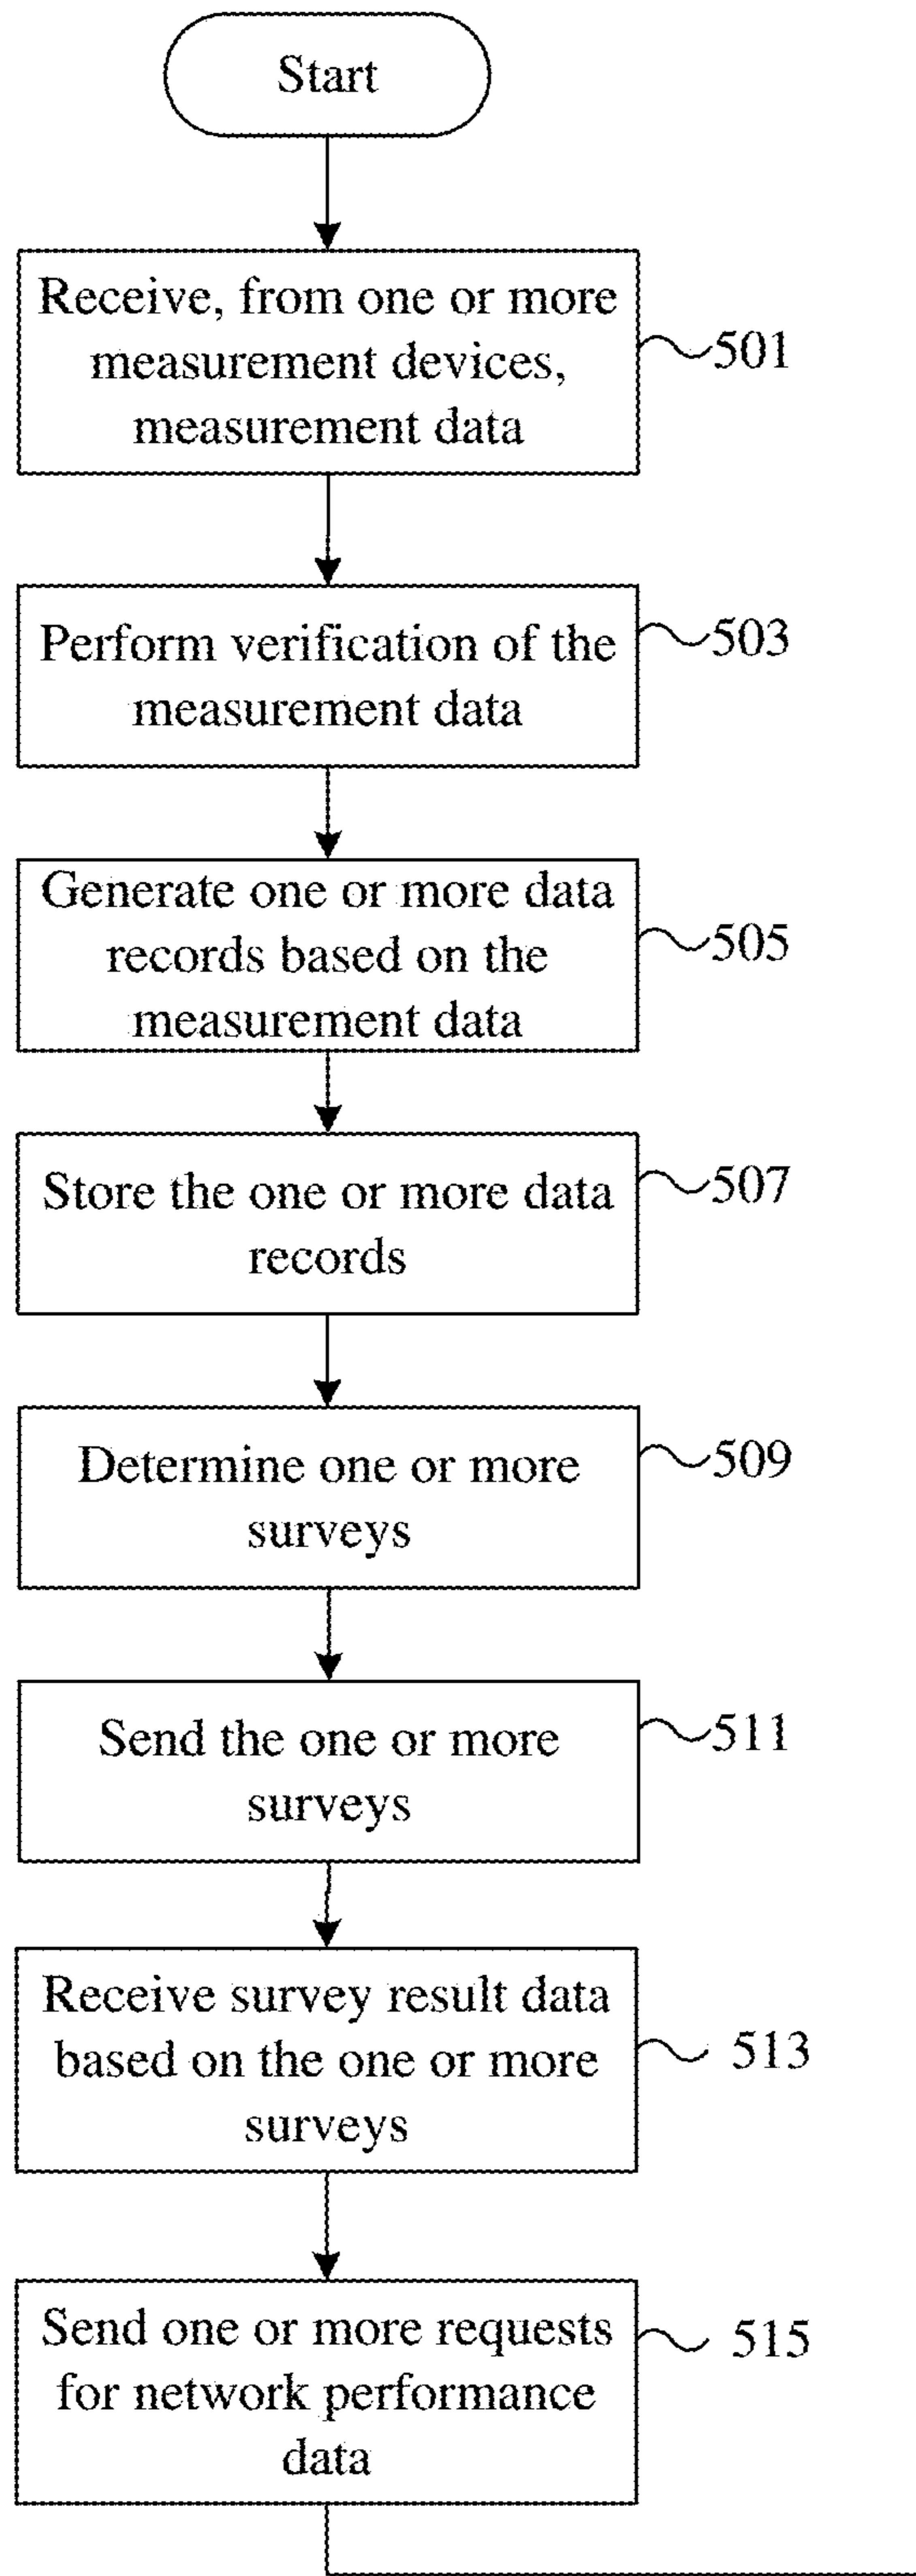 Start
Receive, from one or more
measurement devices,
measurement data
501
Perform verification of the
measurement data
503
Generate one or more data
records based on the
measurement data
505
Store the one or more data
records
507
Determine one or more
surveys
509
Send the one or more
surveys
511
Receive survey result data
based on the one or more
surveys
513
Send one or more requests
for network performance
data
515